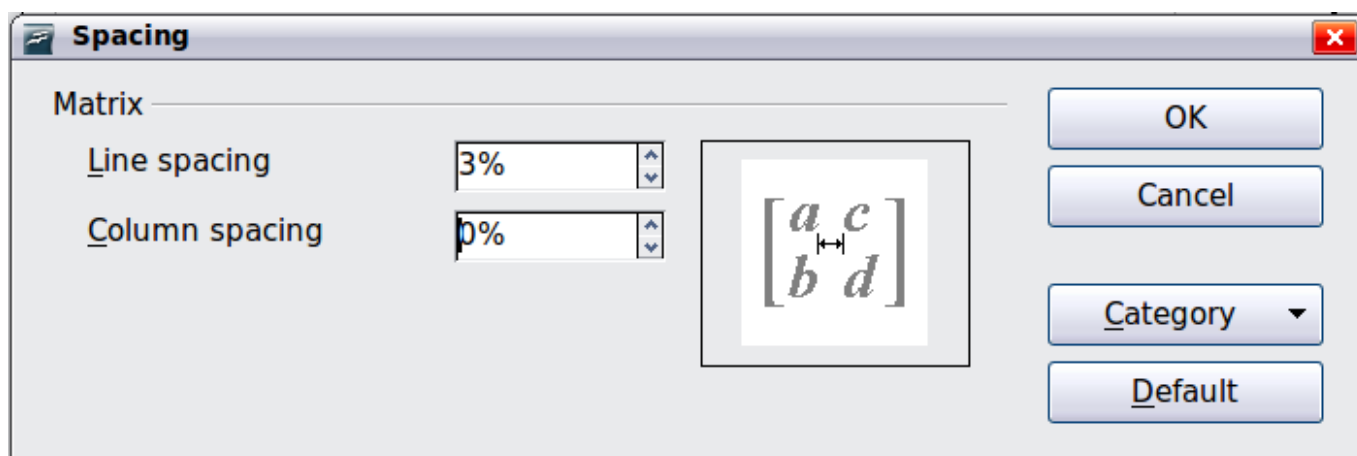 Spacing
Matrix
Line spacing 3%
Column spacing 0%
a c
b d
OK
Cancel
Category
Default